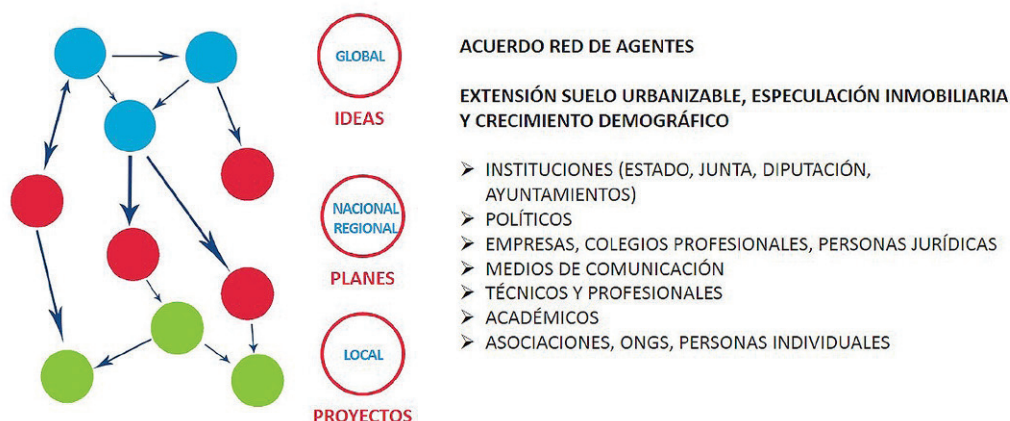 GLOBAL
IDEAS
NACIONAL
REGIONAL
PLANES
LOCAL
PROYECTOS
ACUERDO RED DE AGENTES
EXTENSIÓN SUELO URBANIZABLE, ESPECULACIÓN INMOBILIARIA
Y CRECIMIENTO DEMOGRÁFICO
➢ INSTITUCIONES (ESTADO, JUNTA, DIPUTACIÓN,
AYUNTAMIENTOS)
➢ POLÍTICOS
➢ EMPRESAS, COLEGIOS PROFESIONALES, PERSONAS JURÍDICAS
➢ MEDIOS DE COMUNICACIÓN
➢ TÉCNICOS Y PROFESIONALES
➢ ACADÉMICOS
➢ ASOCIACIONES, ONGS, PERSONAS INDIVIDUALES